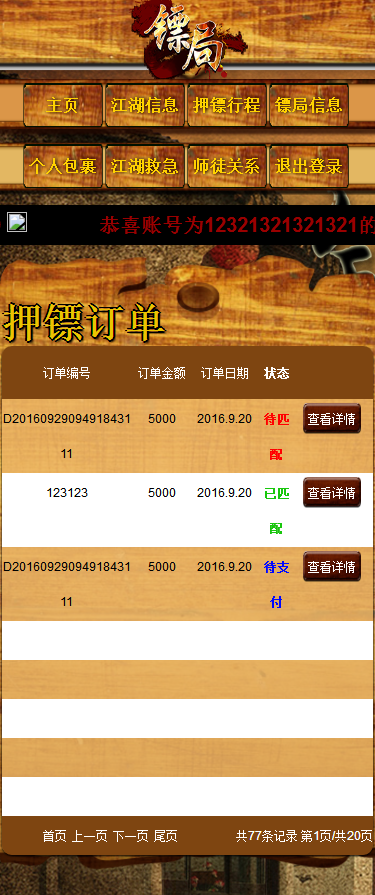 镖局
主页 江湖信息 押镖行程 镖局信息
个人包裹 江湖救急 师徒关系 退出登录
恭喜账号为12321321321321的
押镖订单
订单编号 订单金额 订单日期 状态
D20160929094918431 5000 2016.9.20 待匹 查看详情
11 配
123123 5000 2016.9.20 已匹 查看详情
配
D20160929094918431 5000 2016.9.20 待支 查看详情
11 付
首页 上一页 下一页 尾页 共77条记录 第1页/共20页